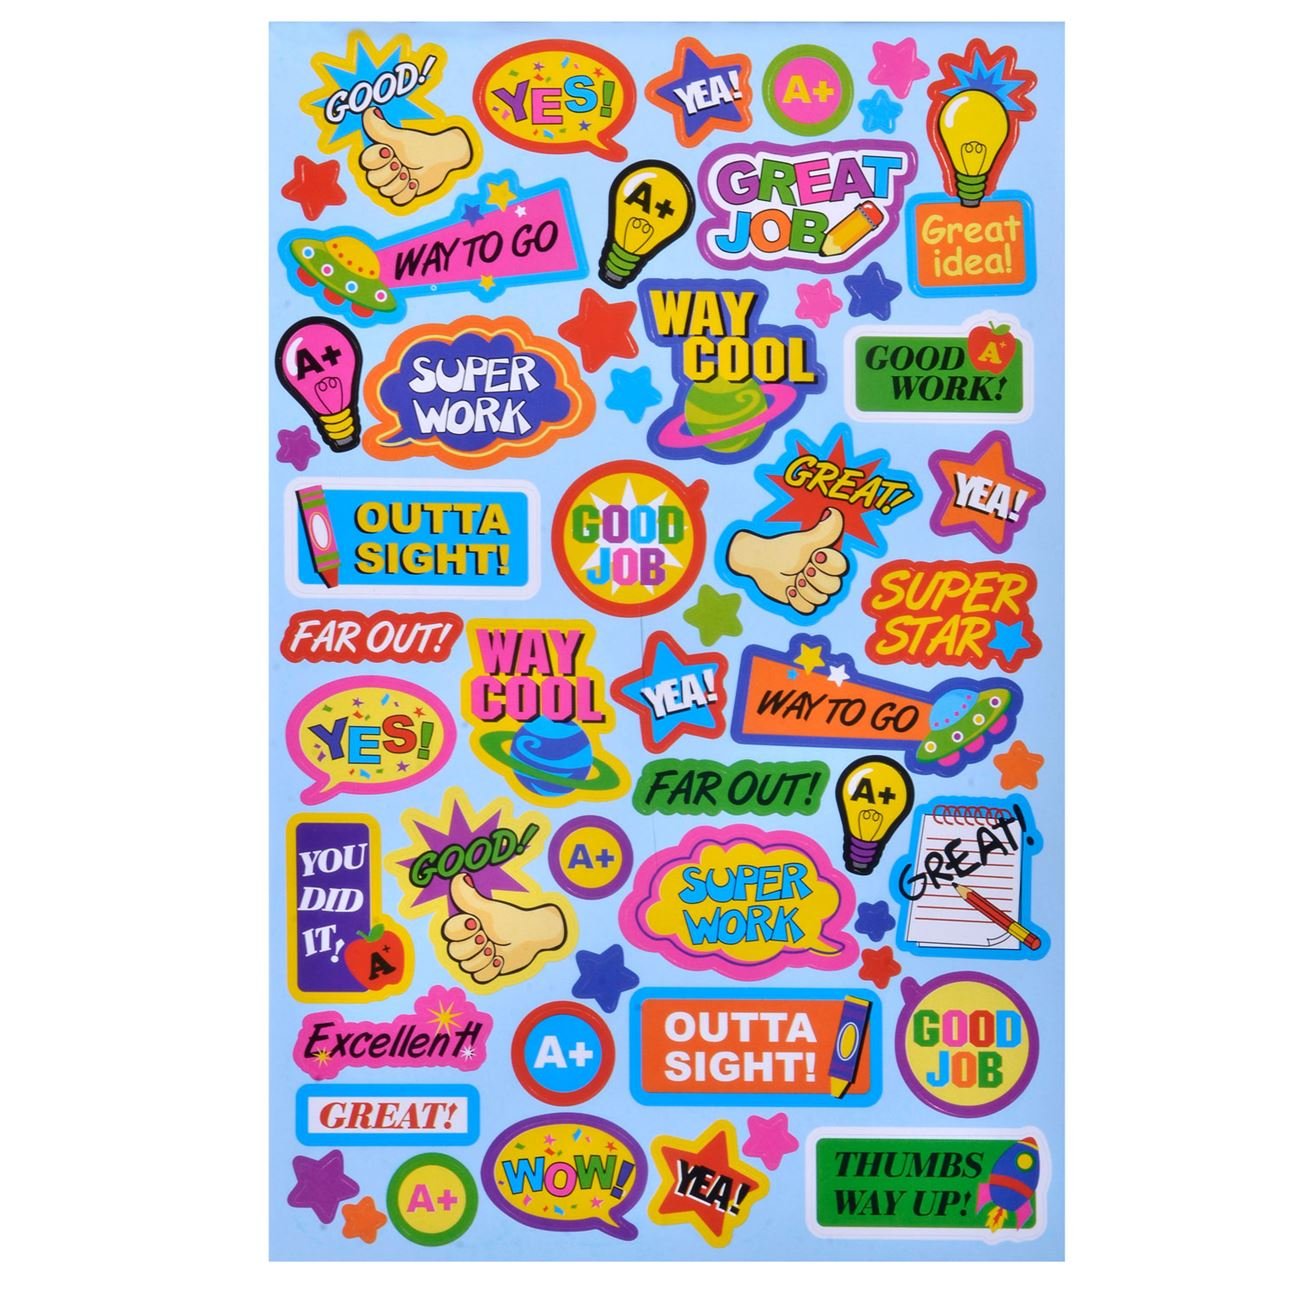 GOOD!
YES!
YEA!
A+
Great
idea!
A+
GREAT
JOB
WAY TO GO
WAY
COOL
A+
SUPER
WORK
GOOD
WORK!
A+
OUTTA
SIGHT!
GOOD
JOB
GREAT!
YEA!
SUPER
STAR
FAR OUT!
WAY
COOL
YEA!
WAY TO GO
YES!
FAR OUT!
A+
GREAT!
YOU
DID
IT!
A+
GOOD!
A+
SUPER
WORK
Excellent!
A+
OUTTA
SIGHT!
GOOD
JOB
GREAT!
A+
WOW!
YEA!
THUMBS
WAY UP!